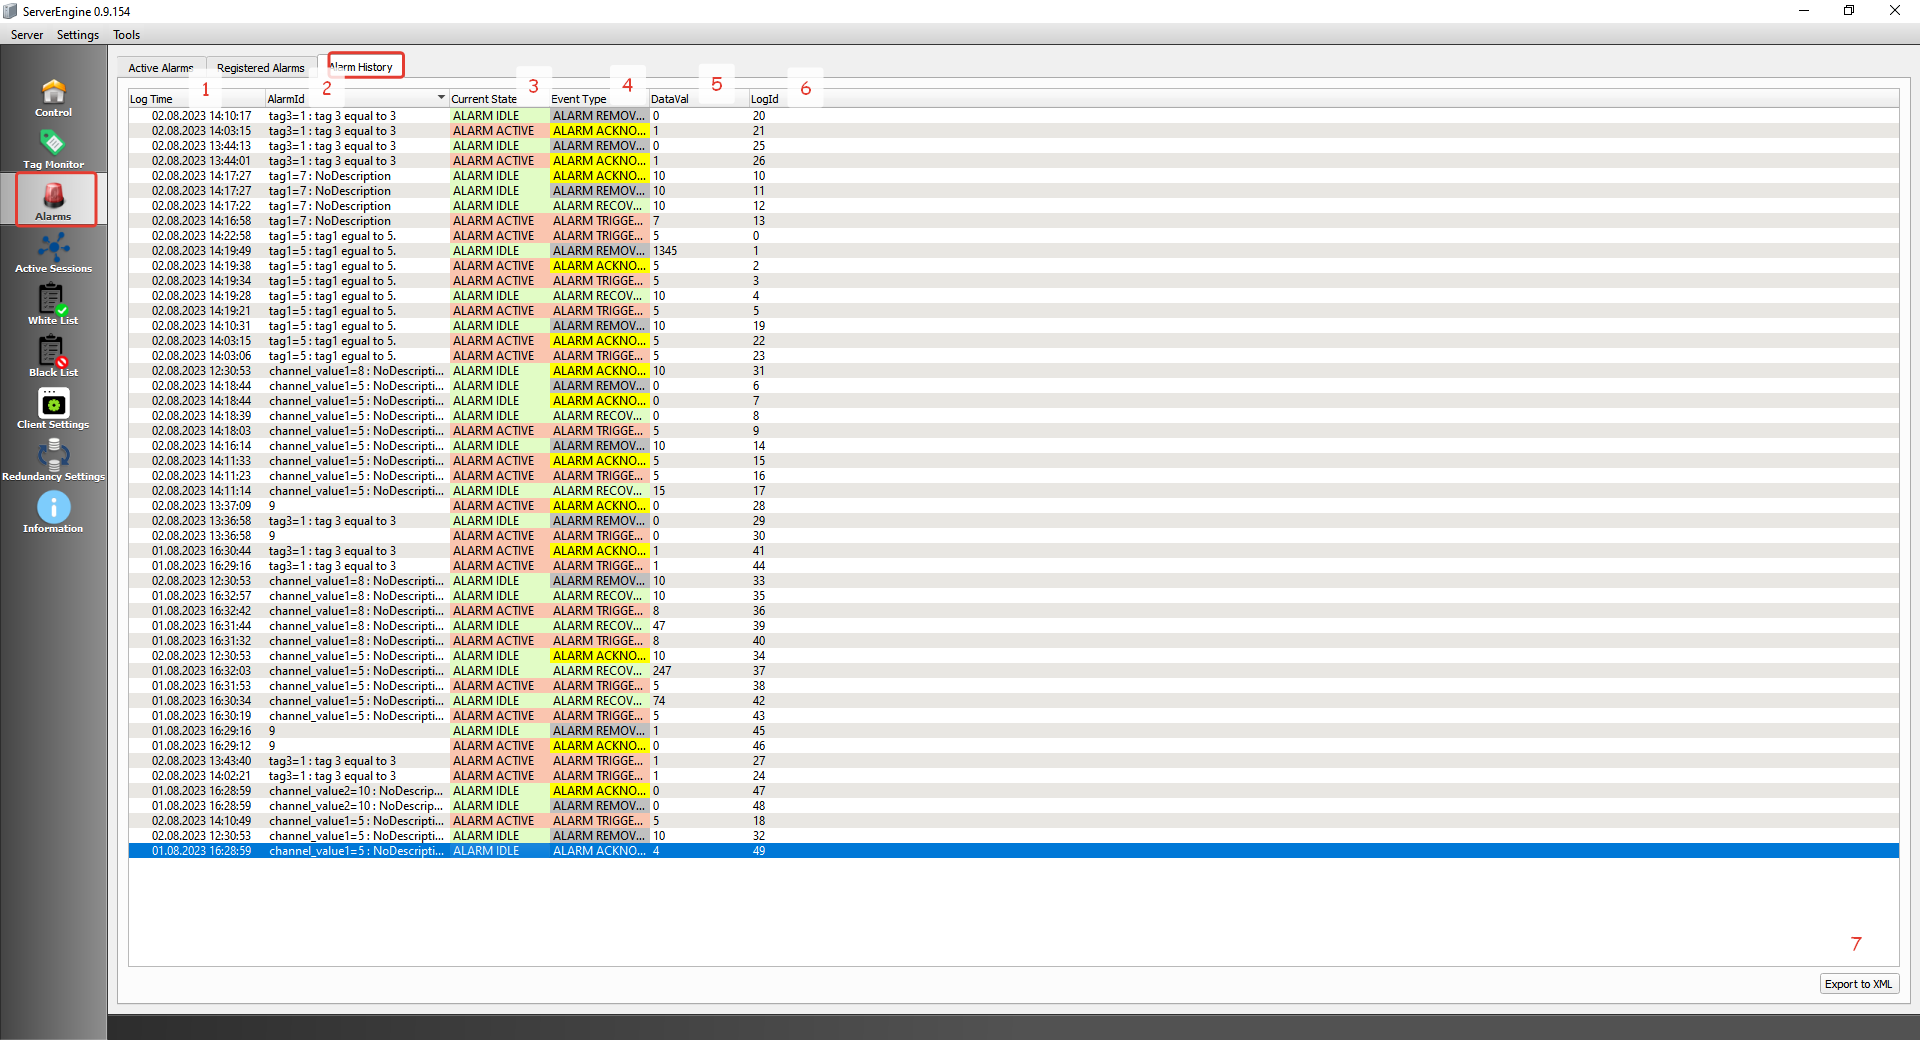 ServerEngine 0.9.154
Server Settings Tools
Control
Tag Monitor
Alarms
Active Sessions
White List
Black List
Client Settings
Redundancy Settings
Information
Active Alarms Registered Alarms Alarm History
1 2 3 4 5 6
Log Time AlarmId Current State Event Type DataVal LogId
02.08.2023 14:10:17 tag3=1 : tag 3 equal to 3 ALARM IDLE ALARM REMOV... 0 20
02.08.2023 14:03:15 tag3=1 : tag 3 equal to 3 ALARM ACTIVE ALARM ACKNO... 1 21
02.08.2023 13:44:13 tag3=1 : tag 3 equal to 3 ALARM IDLE ALARM REMOV... 0 25
02.08.2023 13:44:01 tag3=1 : tag 3 equal to 3 ALARM ACTIVE ALARM ACKNO... 1 26
02.08.2023 14:17:27 tag1=7 : NoDescription ALARM IDLE ALARM ACKNO... 10 10
02.08.2023 14:17:27 tag1=7 : NoDescription ALARM IDLE ALARM REMOV... 10 11
02.08.2023 14:17:22 tag1=7 : NoDescription ALARM IDLE ALARM RECOV... 10 12
02.08.2023 14:16:58 tag1=7 : NoDescription ALARM ACTIVE ALARM TRIGGE... 7 13
02.08.2023 14:22:58 tag1=5 : tag1 equal to 5. ALARM ACTIVE ALARM TRIGGE... 5 0
02.08.2023 14:19:49 tag1=5 : tag1 equal to 5. ALARM IDLE ALARM REMOV... 1345 1
02.08.2023 14:19:38 tag1=5 : tag1 equal to 5. ALARM ACTIVE ALARM ACKNO... 5 2
02.08.2023 14:19:34 tag1=5 : tag1 equal to 5. ALARM ACTIVE ALARM TRIGGE... 5 3
02.08.2023 14:19:28 tag1=5 : tag1 equal to 5. ALARM IDLE ALARM RECOV... 10 4
02.08.2023 14:19:21 tag1=5 : tag1 equal to 5. ALARM ACTIVE ALARM TRIGGE... 5 5
02.08.2023 14:10:31 tag1=5 : tag1 equal to 5. ALARM IDLE ALARM REMOV... 10 19
02.08.2023 14:03:15 tag1=5 : tag1 equal to 5. ALARM ACTIVE ALARM ACKNO... 5 22
02.08.2023 14:03:06 tag1=5 : tag1 equal to 5. ALARM ACTIVE ALARM TRIGGE... 5 23
02.08.2023 12:30:53 channel_value1=8 : NoDescripti... ALARM IDLE ALARM ACKNO... 10 31
02.08.2023 14:18:44 channel_value1=5 : NoDescripti... ALARM IDLE ALARM REMOV... 0 6
02.08.2023 14:18:44 channel_value1=5 : NoDescripti... ALARM IDLE ALARM ACKNO... 0 7
02.08.2023 14:18:39 channel_value1=5 : NoDescripti... ALARM IDLE ALARM RECOV... 0 8
02.08.2023 14:18:03 channel_value1=5 : NoDescripti... ALARM ACTIVE ALARM TRIGGE... 5 9
02.08.2023 14:16:14 channel_value1=5 : NoDescripti... ALARM IDLE ALARM REMOV... 10 14
02.08.2023 14:11:33 channel_value1=5 : NoDescripti... ALARM ACTIVE ALARM ACKNO... 5 15
02.08.2023 14:11:23 channel_value1=5 : NoDescripti... ALARM ACTIVE ALARM TRIGGE... 5 16
02.08.2023 14:11:14 channel_value1=5 : NoDescripti... ALARM IDLE ALARM RECOV... 15 17
02.08.2023 13:37:09 9 ALARM ACTIVE ALARM ACKNO... 0 28
02.08.2023 13:36:58 tag3=1 : tag 3 equal to 3 ALARM IDLE ALARM REMOV... 0 29
02.08.2023 13:36:58 9 ALARM ACTIVE ALARM TRIGGE... 0 30
01.08.2023 16:30:44 tag3=1 : tag 3 equal to 3 ALARM ACTIVE ALARM ACKNO... 1 41
01.08.2023 16:29:16 tag3=1 : tag 3 equal to 3 ALARM ACTIVE ALARM TRIGGE... 1 44
02.08.2023 12:30:53 channel_value1=8 : NoDescripti... ALARM IDLE ALARM REMOV... 10 33
01.08.2023 16:32:57 channel_value1=8 : NoDescripti... ALARM IDLE ALARM RECOV... 10 35
01.08.2023 16:32:42 channel_value1=8 : NoDescripti... ALARM ACTIVE ALARM TRIGGE... 8 36
01.08.2023 16:31:44 channel_value1=8 : NoDescripti... ALARM IDLE ALARM RECOV... 47 39
01.08.2023 16:31:32 channel_value1=8 : NoDescripti... ALARM ACTIVE ALARM TRIGGE... 8 40
02.08.2023 12:30:53 channel_value1=5 : NoDescripti... ALARM IDLE ALARM ACKNO... 10 34
01.08.2023 16:32:03 channel_value1=5 : NoDescripti... ALARM IDLE ALARM RECOV... 247 37
01.08.2023 16:31:53 channel_value1=5 : NoDescripti... ALARM ACTIVE ALARM TRIGGE... 5 38
01.08.2023 16:30:34 channel_value1=5 : NoDescripti... ALARM IDLE ALARM RECOV... 74 42
01.08.2023 16:30:19 channel_value1=5 : NoDescripti... ALARM ACTIVE ALARM TRIGGE... 5 43
01.08.2023 16:29:16 9 ALARM IDLE ALARM REMOV... 1 45
01.08.2023 16:29:12 9 ALARM ACTIVE ALARM ACKNO... 0 46
02.08.2023 13:43:40 tag3=1 : tag 3 equal to 3 ALARM ACTIVE ALARM TRIGGE... 1 27
02.08.2023 14:02:21 tag3=1 : tag 3 equal to 3 ALARM ACTIVE ALARM TRIGGE... 1 24
01.08.2023 16:28:59 channel_value2=10 : NoDescrip... ALARM IDLE ALARM ACKNO... 0 47
01.08.2023 16:28:59 channel_value2=10 : NoDescrip... ALARM IDLE ALARM REMOV... 0 48
02.08.2023 14:10:49 channel_value1=5 : NoDescripti... ALARM ACTIVE ALARM TRIGGE... 5 18
02.08.2023 12:30:53 channel_value1=5 : NoDescripti... ALARM IDLE ALARM REMOV... 10 32
01.08.2023 16:28:59 channel_value1=5 : NoDescripti... ALARM IDLE ALARM ACKNO... 4 49
7
Export to XML